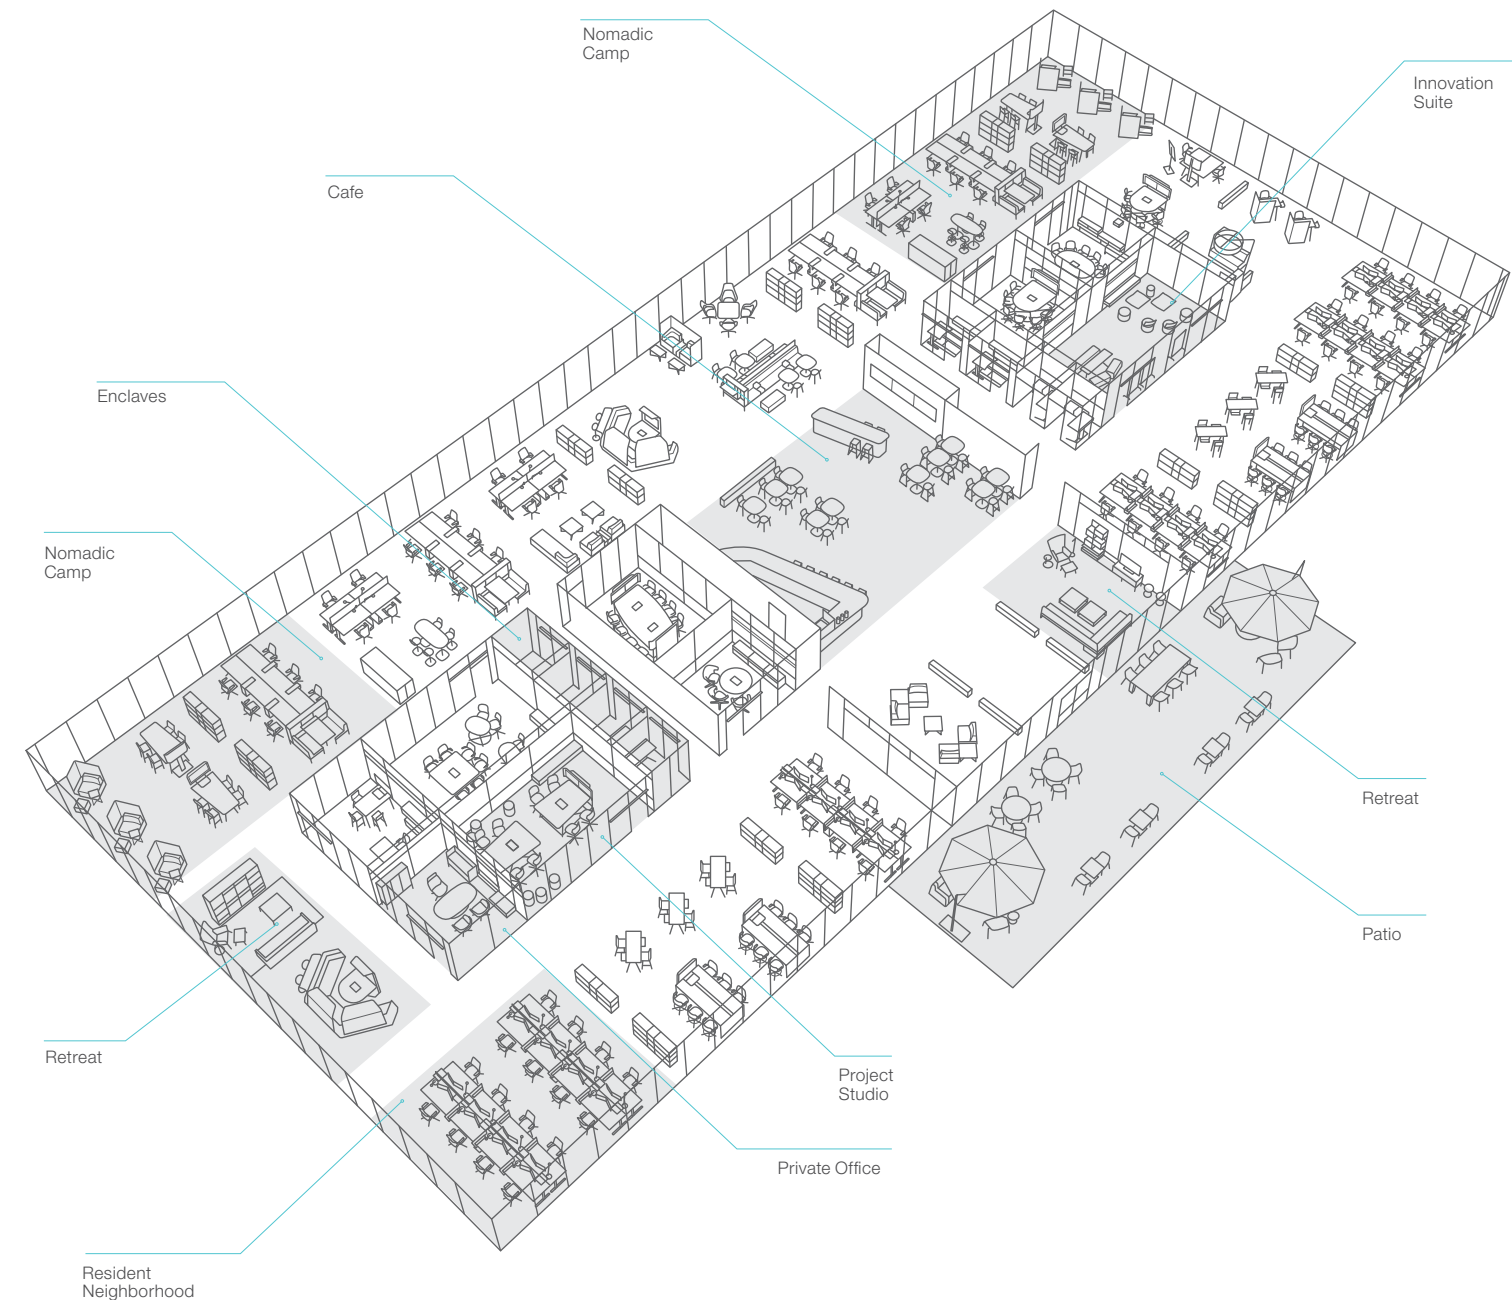 Nomadic
Camp
Innovation
Suite
Cafe
Enclaves
Nomadic
Camp
Retreat
Patio
Retreat
Project
Studio
Private Office
Resident
Neighborhood